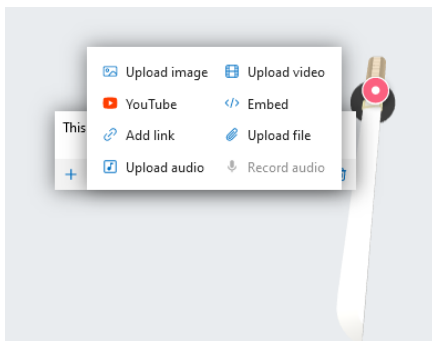 Upload image Upload video
YouTube </> Embed
This
Add link Upload file
Upload audio Record audio